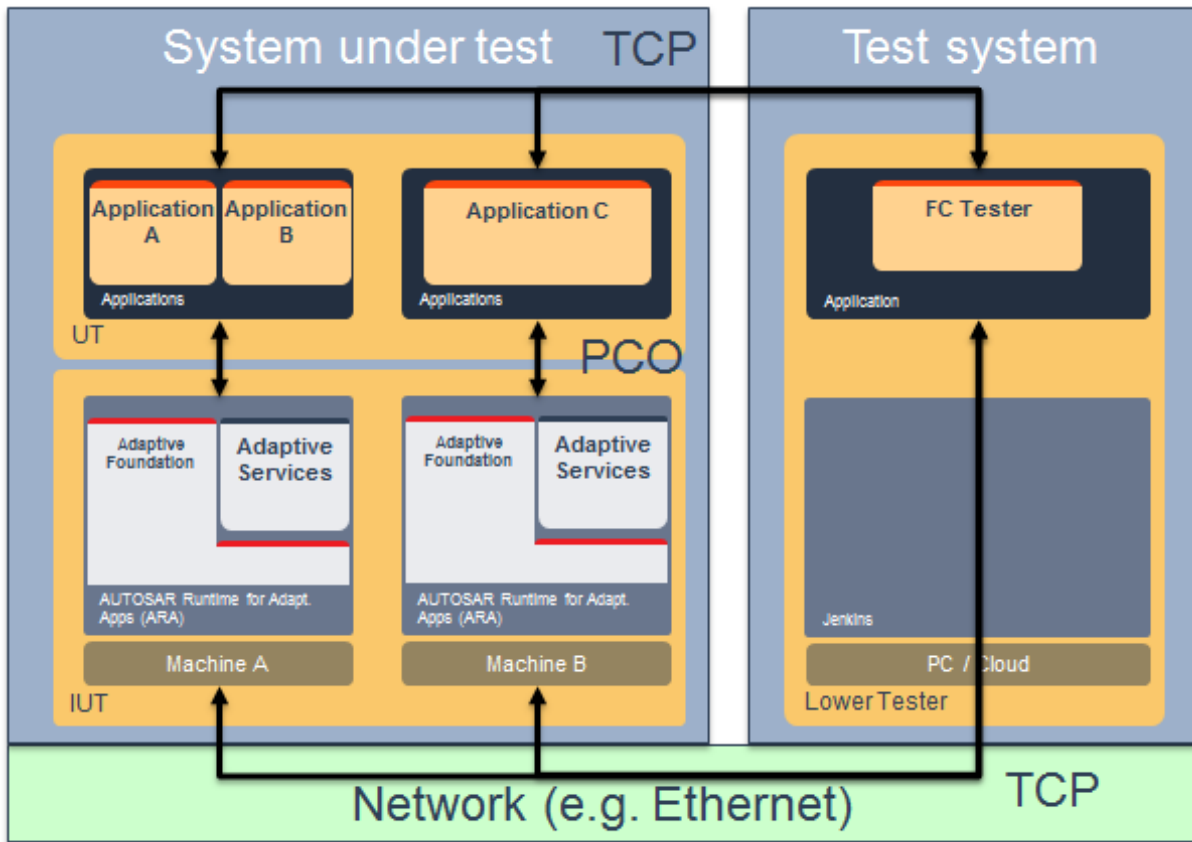 System under test
TCP
Test system
Application
A
Application
B
Applications
Application C
Applications
FC Tester
Application
UT
PCO
Adaptive
Foundation
Adaptive
Services
AUTOSAR Runtime for Adapt.
Apps (ARA)
Machine A
Adaptive
Foundation
Adaptive
Services
AUTOSAR Runtime for Adapt.
Apps (ARA)
Machine B
Jenkins
PC / Cloud
IUT
Lower Tester
Network (e.g. Ethernet)
TCP